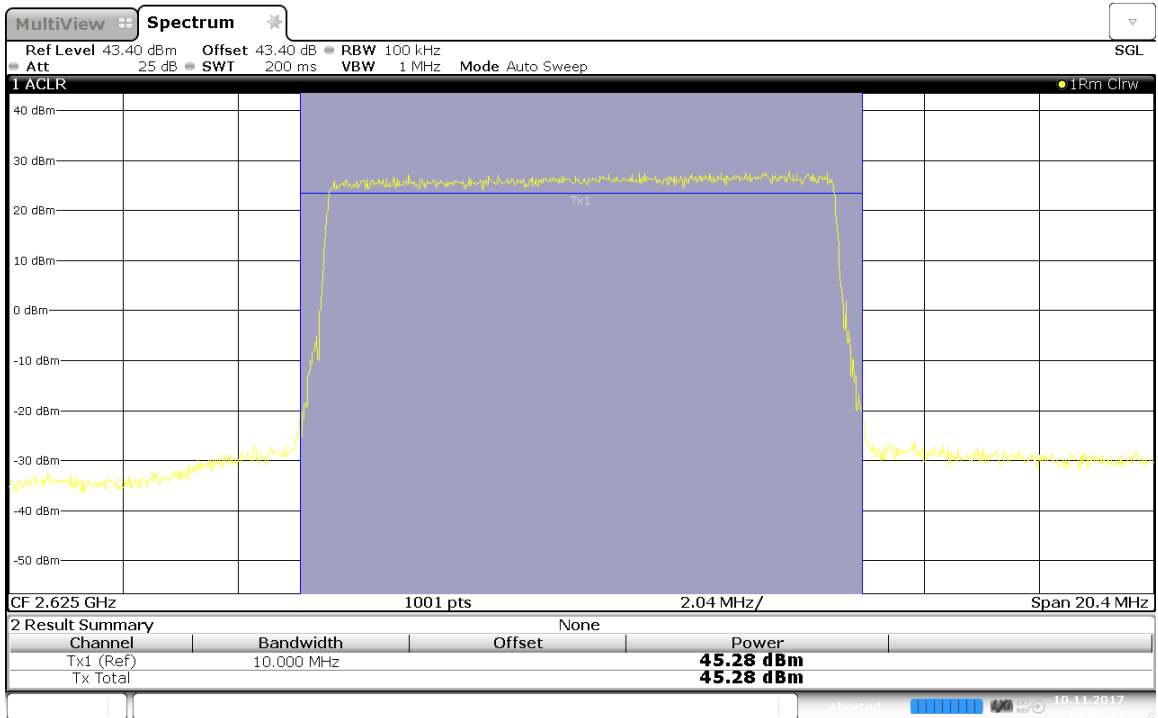 MultiView Spectrum
Ref Level 43.40 dBm Offset 43.40 dB RBW 100 kHz SGL
Att 25 dB SWT 200 ms VBW 1 MHz Mode Auto Sweep
1 ACLR 1Rm Clrw
40 dBm
30 dBm
Tx1
20 dBm
10 dBm
0 dBm
-10 dBm
-20 dBm
-30 dBm
-40 dBm
-50 dBm
CF 2.625 GHz 1001 pts 2.04 MHz/ Span 20.4 MHz
2 Result Summary None
Channel Bandwidth Offset Power
Tx1 (Ref) 10.000 MHz 45.28 dBm
Tx Total 45.28 dBm
Aborted LXI EXT REF 10.11.2017